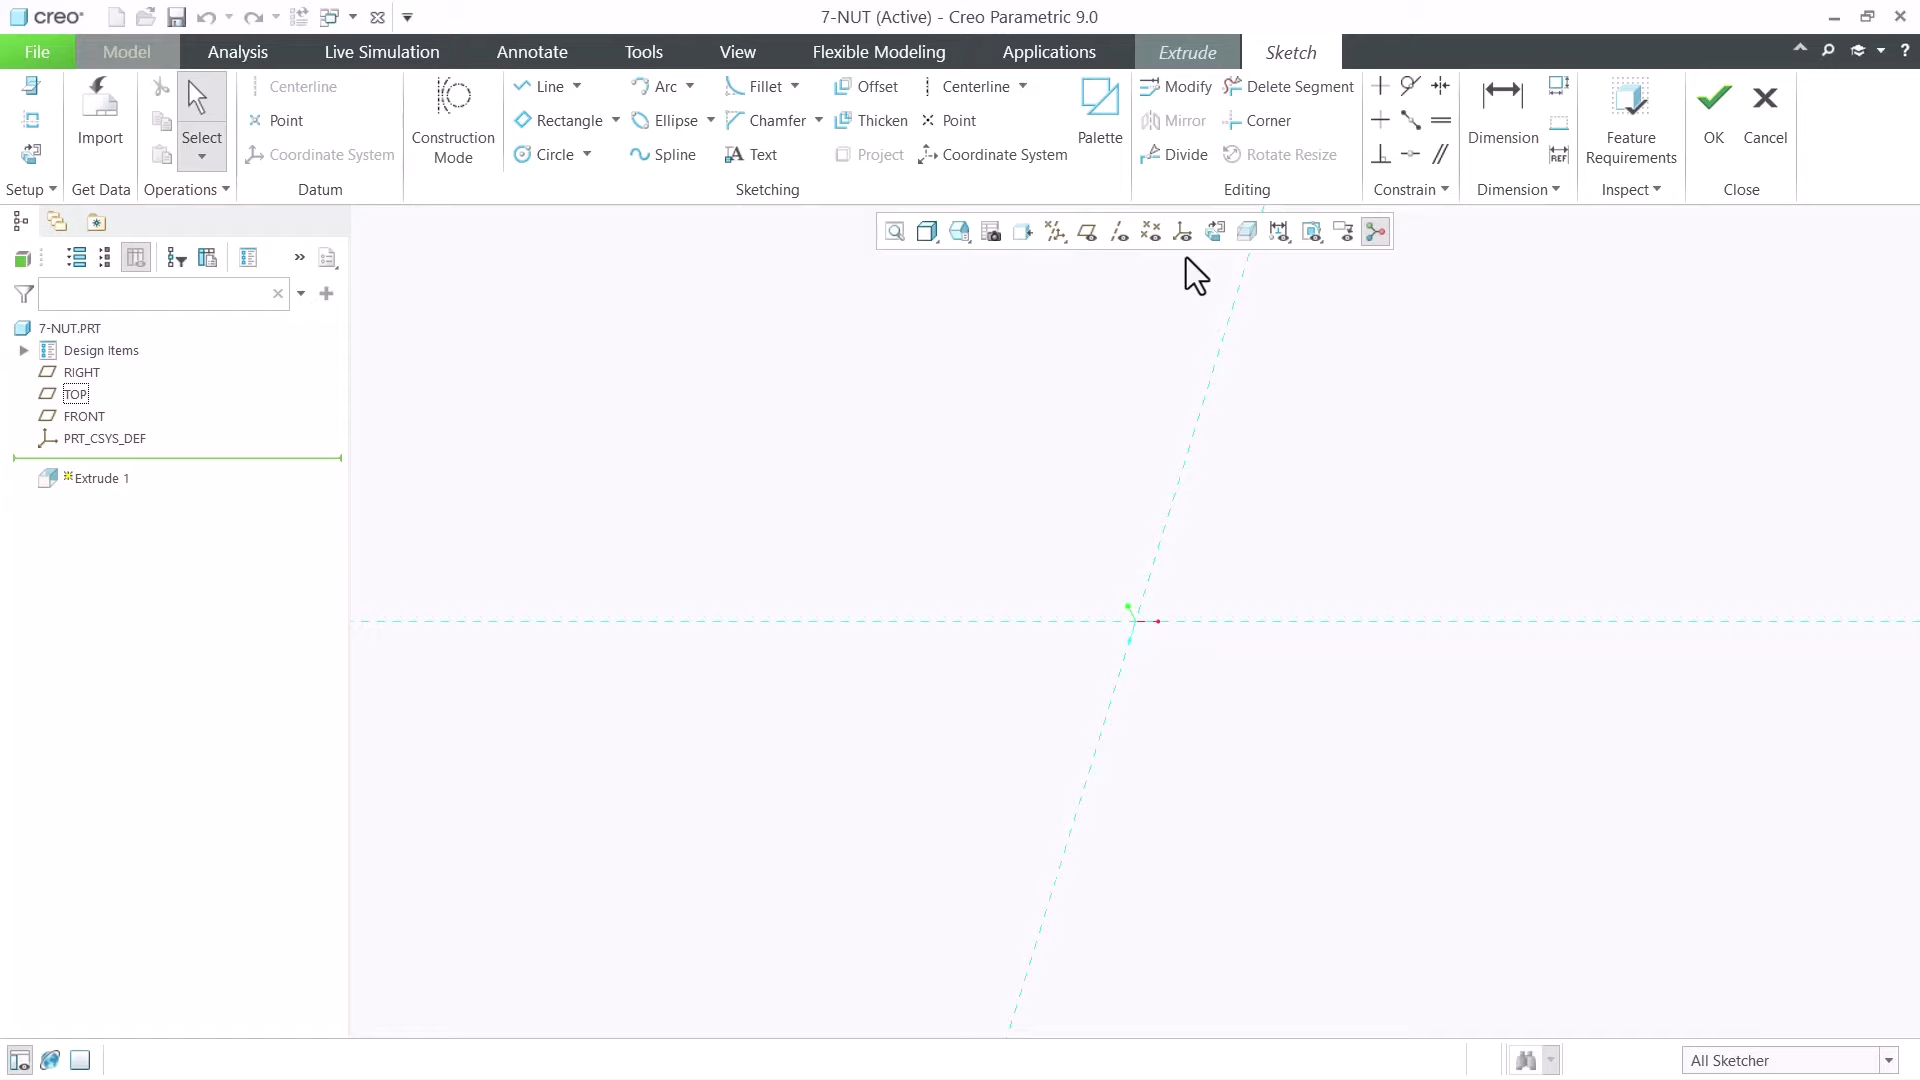 creo
7-NUT (Active) - Creo Parametric 9.0
File Model Analysis Live Simulation Annotate Tools View Flexible Modeling Applications Extrude Sketch
Centerline Line Arc Fillet Offset Centerline Modify Delete Segment
Point Rectangle Ellipse Chamfer Thicken Point Mirror Corner
Import Select Construction Mode Palette Dimension Feature Requirements OK Cancel
Coordinate System Circle Spline Text Project Coordinate System Divide Rotate Resize
REF
Setup Get Data Operations Datum Sketching Editing Constrain Dimension Inspect Close
7-NUT.PRT
Design Items
RIGHT
TOP
FRONT
PRT_CSYS_DEF
Extrude 1
All Sketcher